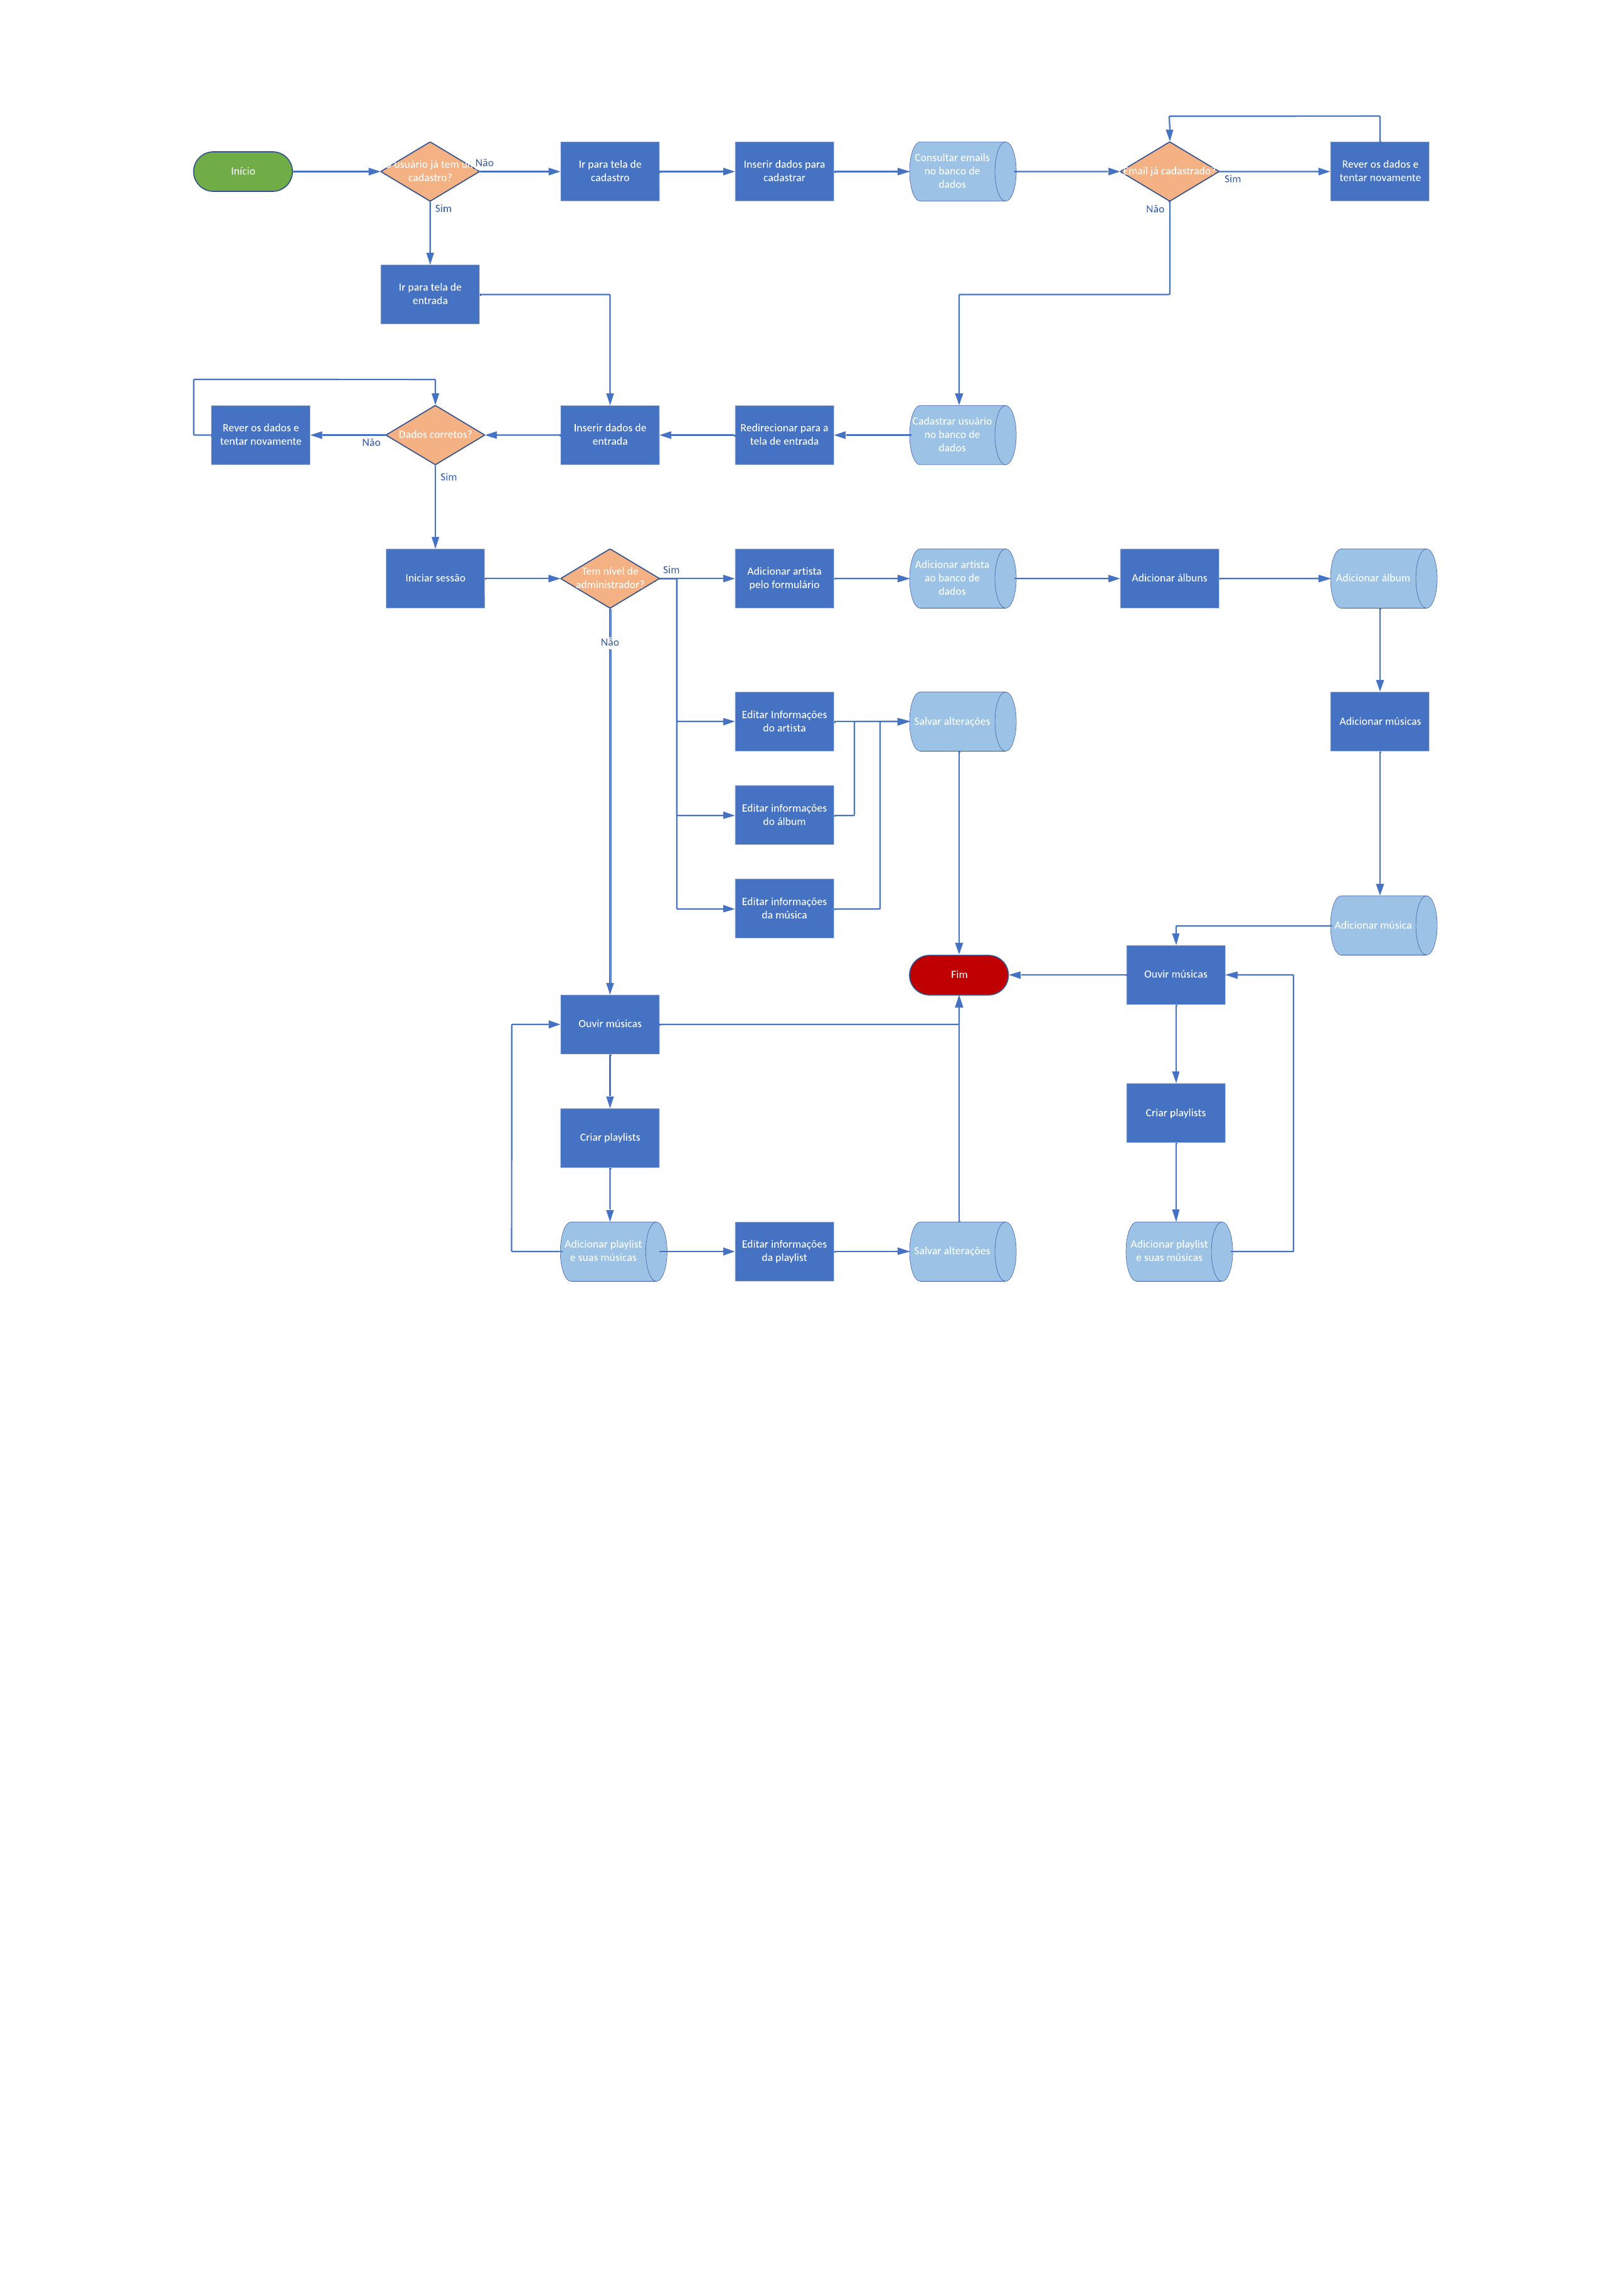 Início
usuário já tem
cadastro?
Não
Ir para tela de
cadastro
Inserir dados para
cadastrar
Consultar emails
no banco de
dados
Email já cadastrado?
Sim
Rever os dados e
tentar novamente
Sim
Não
Ir para tela de
entrada
Rever os dados e
tentar novamente
Não
Dados corretos?
Inserir dados de
entrada
Redirecionar para a
tela de entrada
Cadastrar usuário
no banco de
dados
Sim
Iniciar sessão
Tem nível de
administrador?
Sim
Adicionar artista
pelo formulário
Adicionar artista
ao banco de
dados
Adicionar álbuns
Adicionar álbum
Não
Editar Informações
do artista
Salvar alterações
Adicionar músicas
Editar informações
do álbum
Editar informações
da música
Adicionar música
Fim
Ouvir músicas
Ouvir músicas
Criar playlists
Criar playlists
Adicionar playlist
e suas músicas
Editar informações
da playlist
Salvar alterações
Adicionar playlist
e suas músicas